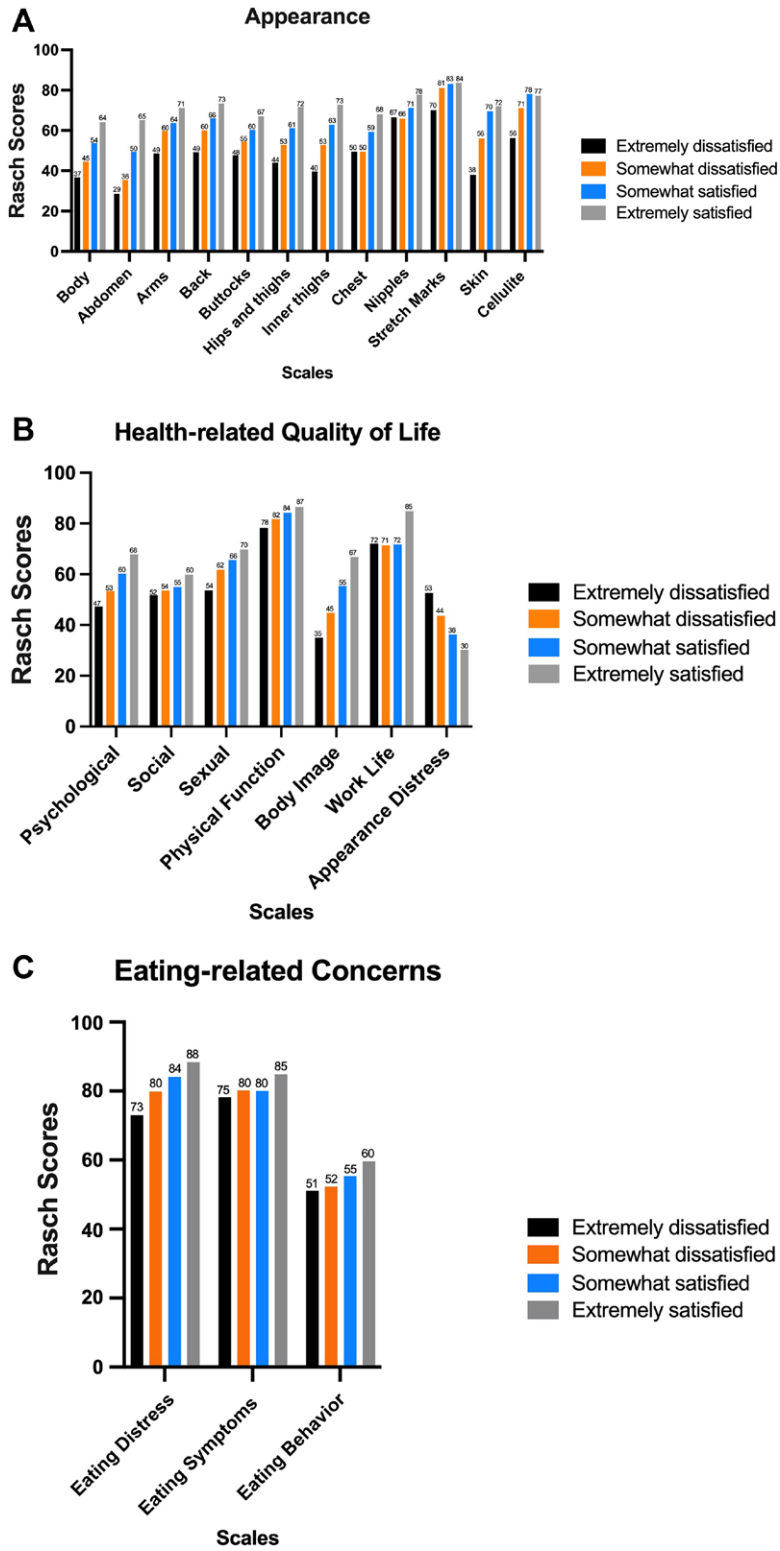 A
Appearance
Rasch Scores
100
80
60
40
20
0
37 45 54 64
29 36 50 65
49 60 64 71
49 60 66 73
48 55 60 67
44 53 61 72
40 53 63 73
50 50 59 68
67 66 71 78
70 81 83 84
38 56 70 72
56 71 78 77
Body
Abdomen
Arms
Back
Buttocks
Hips and thighs
Inner thighs
Chest
Nipples
Stretch Marks
Skin
Cellulite
Scales
Extremely dissatisfied
Somewhat dissatisfied
Somewhat satisfied
Extremely satisfied
B
Health-related Quality of Life
Rasch Scores
100
80
60
40
20
0
47 53 60 68
52 54 55 60
54 62 66 70
78 82 84 87
35 45 55 67
72 71 72 85
53 44 36 30
Psychological
Social
Sexual
Physical Function
Body Image
Work Life
Appearance Distress
Scales
Extremely dissatisfied
Somewhat dissatisfied
Somewhat satisfied
Extremely satisfied
C
Eating-related Concerns
Rasch Scores
100
80
60
40
20
0
73 80 84 88
75 80 80 85
51 52 55 60
Eating Distress
Eating Symptoms
Eating Behavior
Scales
Extremely dissatisfied
Somewhat dissatisfied
Somewhat satisfied
Extremely satisfied